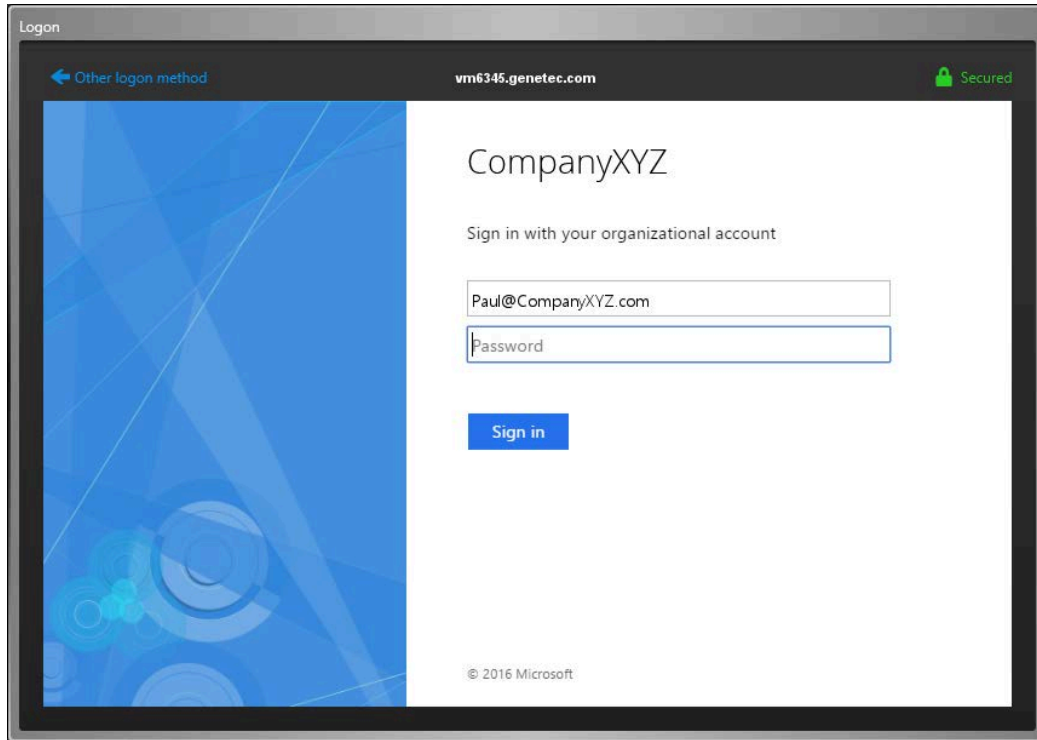 Logon
Other logon method vm6345.genetec.com Secured
CompanyXYZ
Sign in with your organizational account
Paul@CompanyXYZ.com
Password
Sign in
© 2016 Microsoft